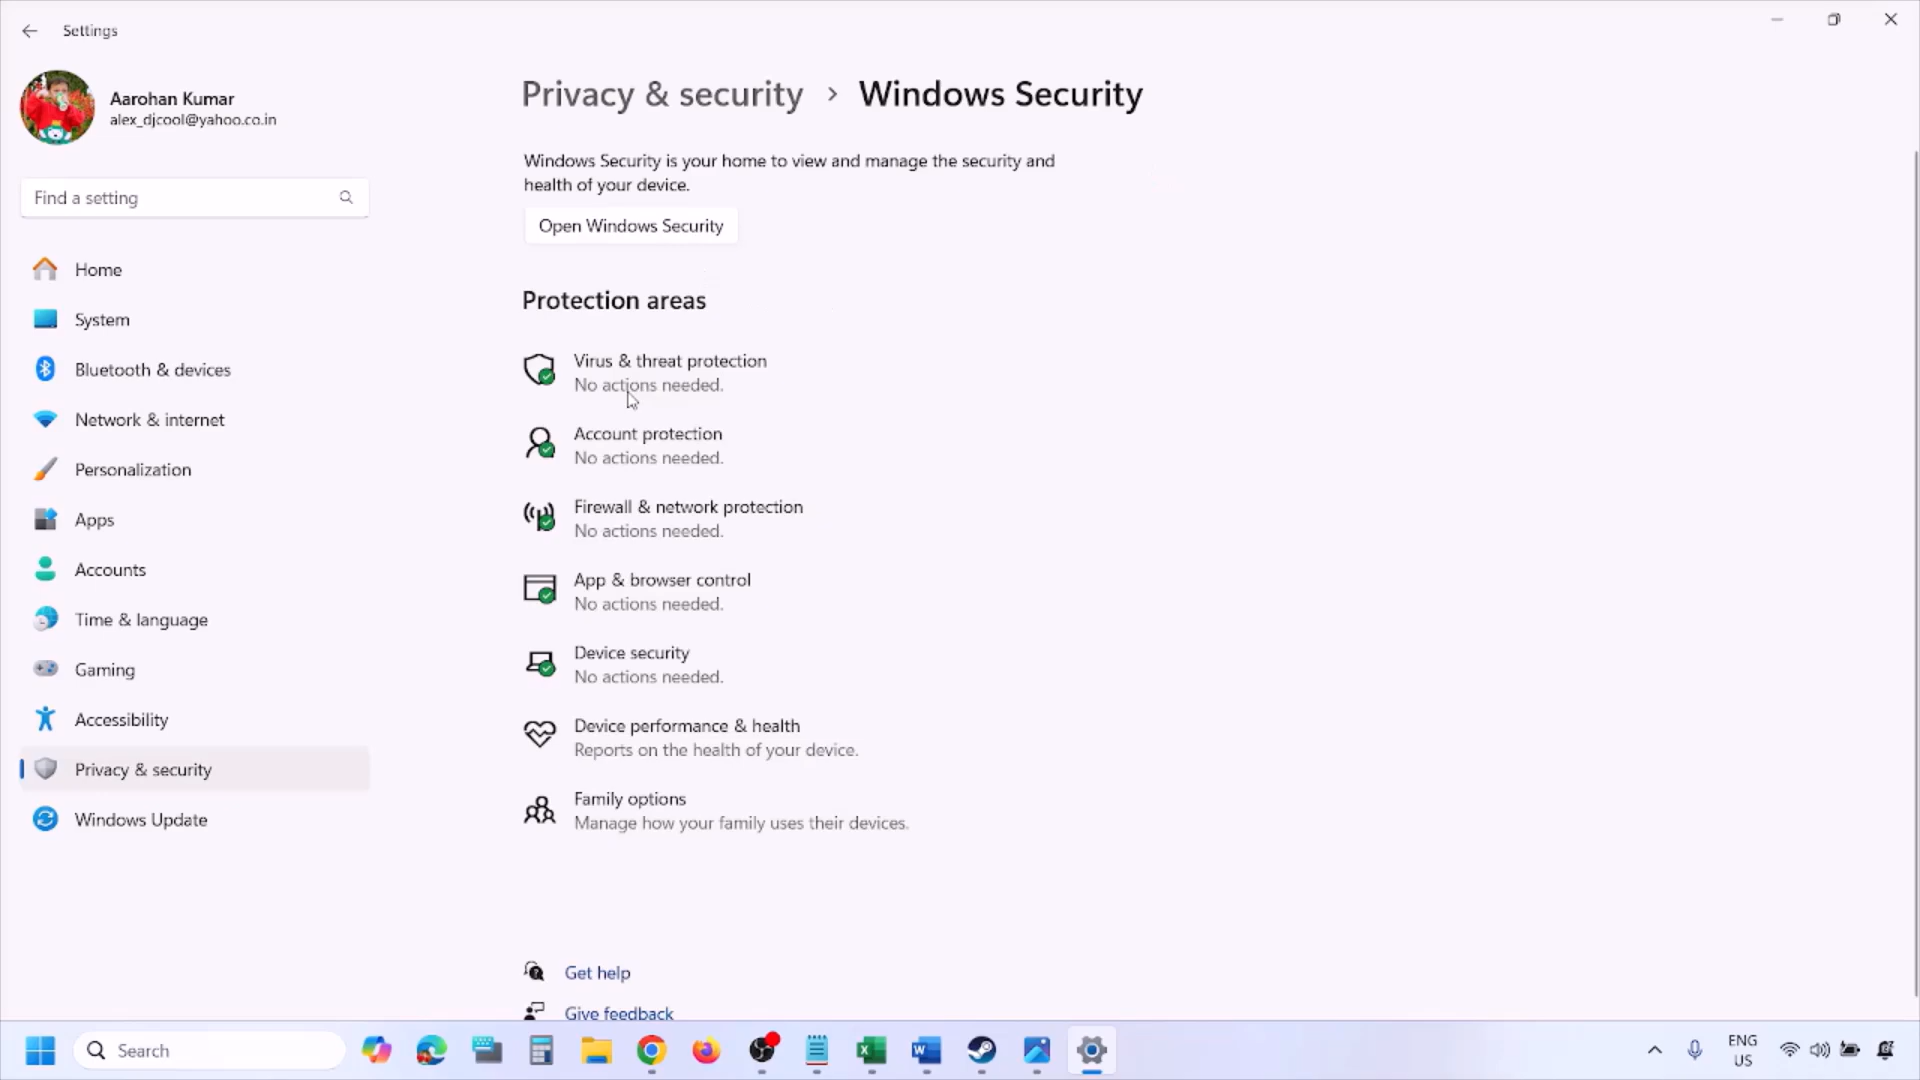 Settings
Aarohan Kumar
alex_djcool@yahoo.co.in
Find a setting
Home
System
Bluetooth & devices
Network & internet
Personalization
Apps
Accounts
Time & language
Gaming
Accessibility
Privacy & security
Windows Update
Privacy & security > Windows Security
Windows Security is your home to view and manage the security and
health of your device.
Open Windows Security
Protection areas
Virus & threat protection
No actions needed.
Account protection
No actions needed.
Firewall & network protection
No actions needed.
App & browser control
No actions needed.
Device security
No actions needed.
Device performance & health
Reports on the health of your device.
Family options
Manage how your family uses their devices.
Get help
Give feedback
Search
ENG
US